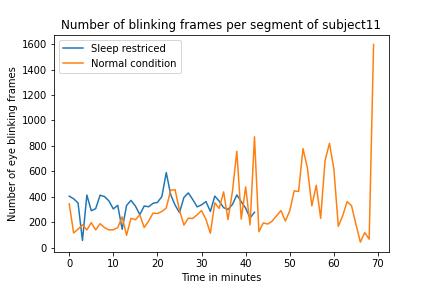 Number of blinking frames per segment of subject11
Sleep restriced
Normal condition
1600
1400
1200
1000
800
600
400
200
0
Number of eye blinking frames
0 10 20 30 40 50 60 70
Time in minutes